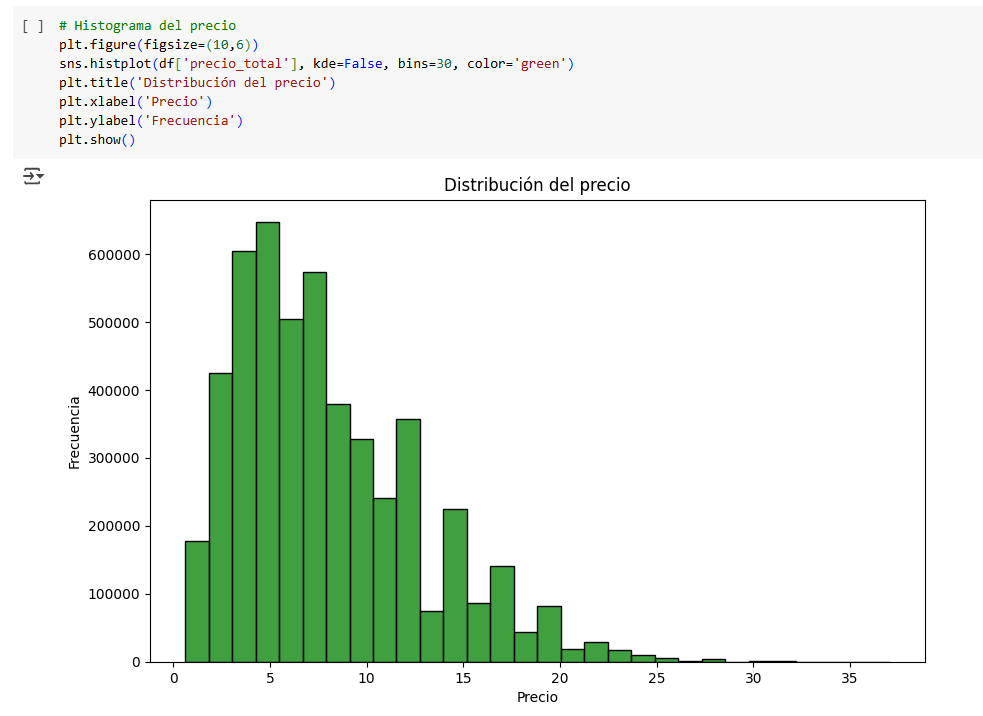 [ ] # Histograma del precio
plt.figure(figsize=(10,6))
sns.histplot(df['precio_total'], kde=False, bins=30, color='green')
plt.title('Distribución del precio')
plt.xlabel('Precio')
plt.ylabel('Frecuencia')
plt.show()
Distribución del precio
600000
500000
400000
300000
200000
100000
0
Frecuencia
0 5 10 15 20 25 30 35
Precio